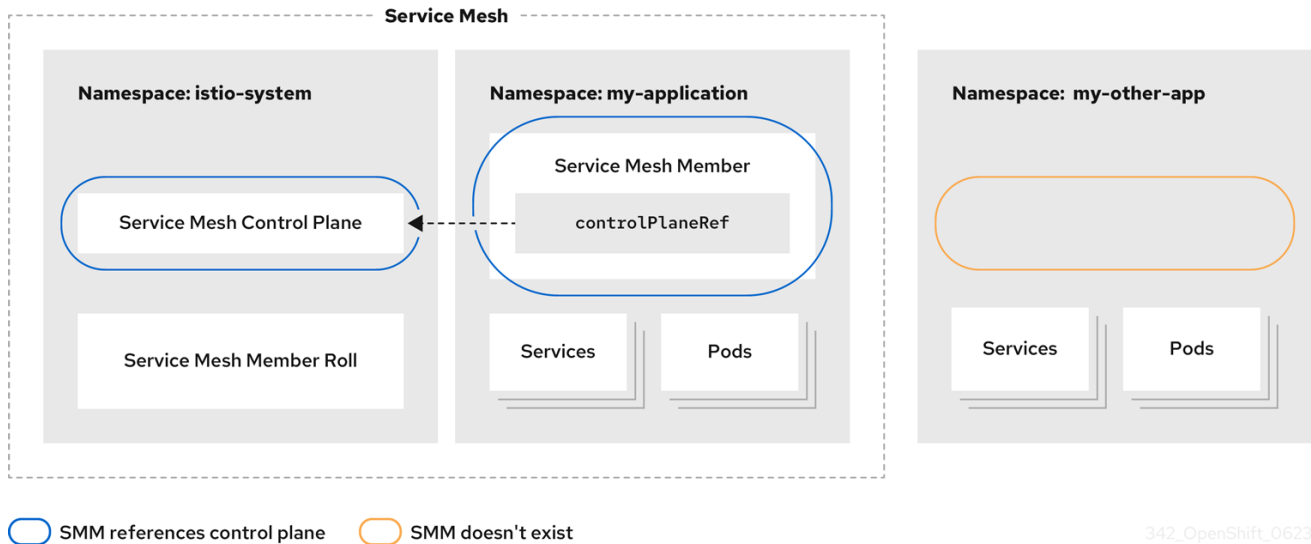 Service Mesh
Namespace: istio-system
Service Mesh Control Plane
Service Mesh Member Roll
Namespace: my-application
Service Mesh Member
controlPlaneRef
Services
Pods
Namespace: my-other-app
Services
Pods
SMM references control plane
SMM doesn't exist
342_OpenShift_0623